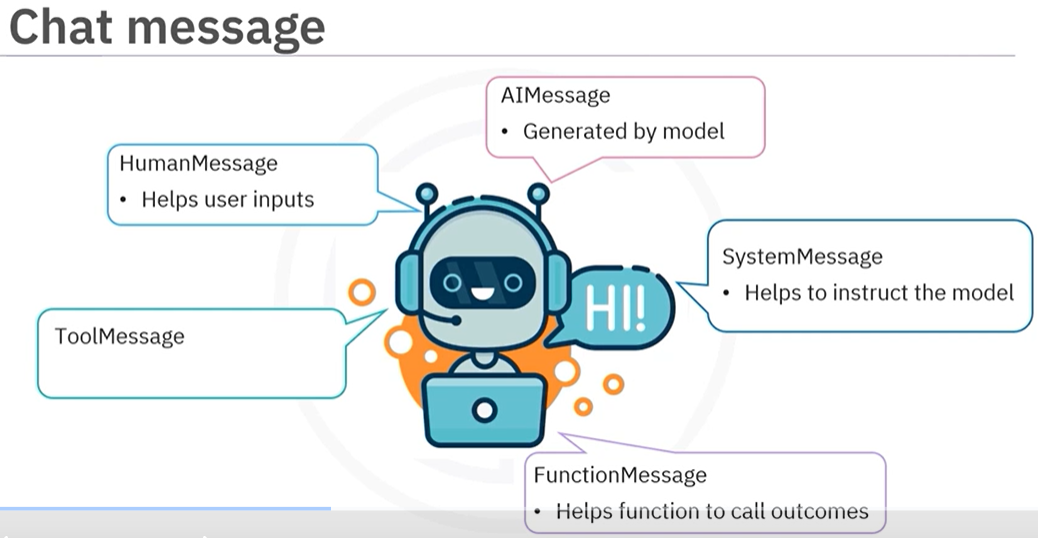 Chat message
AIMessage
• Generated by model
HumanMessage
• Helps user inputs
SystemMessage
• Helps to instruct the model
HI!
ToolMessage
FunctionMessage
• Helps function to call outcomes